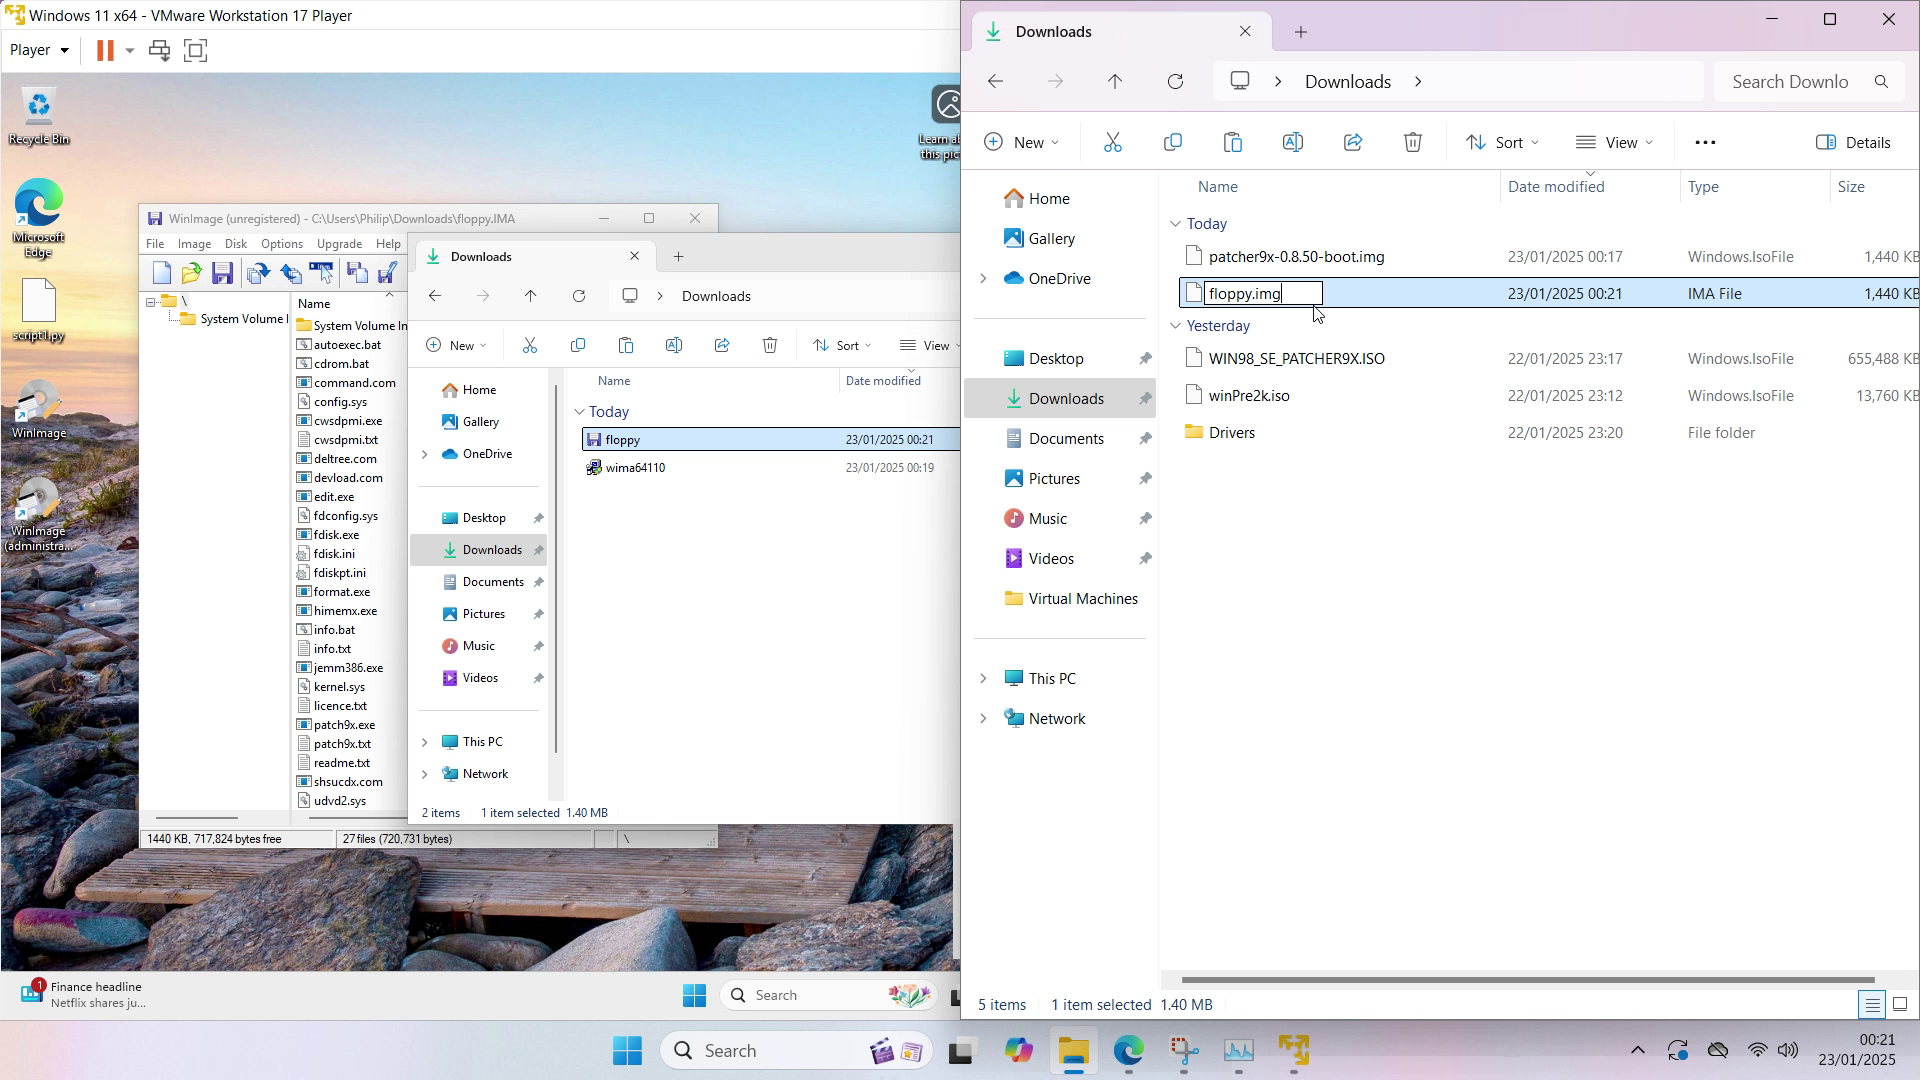 Windows 11 x64 - VMware Workstation 17 Player
Player
Recycle Bin
Microsoft
Edge
script1.py
WinImage
WinImage
(administra...
Learn a
this pic
WinImage (unregistered) - C:\Users\Philip\Downloads\floppy.IMA
File Image Disk Options Upgrade Help
\
System Volume I
Name
System Volume In
autoexec.bat
cdrom.bat
command.com
config.sys
cwsdpmi.exe
cwsdpmi.txt
deltree.com
devload.com
edit.exe
fdconfig.sys
fdisk.exe
fdisk.ini
fdiskpt.ini
format.exe
himemx.exe
info.bat
info.txt
jemm386.exe
kernel.sys
licence.txt
patch9x.exe
patch9x.txt
readme.txt
shsucdx.com
udvd2.sys
1440 KB, 717,824 bytes free
27 files (720,731 bytes)
\
Downloads
Downloads
New
Sort
View
Home
Gallery
OneDrive
Desktop
Downloads
Documents
Pictures
Music
Videos
This PC
Network
Name Date modified
Today
floppy 23/01/2025 00:21
wima64110 23/01/2025 00:19
2 items 1 item selected 1.40 MB
1
Finance headline
Netflix shares ju...
Search
Downloads
Downloads
Search Downlo
New
Sort
View
Details
Home
Gallery
OneDrive
Desktop
Downloads
Documents
Pictures
Music
Videos
Virtual Machines
This PC
Network
Name Date modified Type Size
Today
patcher9x-0.8.50-boot.img 23/01/2025 00:17 Windows.IsoFile 1,440 KB
floppy.img 23/01/2025 00:21 IMA File 1,440 KB
Yesterday
WIN98_SE_PATCHER9X.ISO 22/01/2025 23:17 Windows.IsoFile 655,488 KB
winPre2k.iso 22/01/2025 23:12 Windows.IsoFile 13,760 KB
Drivers 22/01/2025 23:20 File folder
5 items 1 item selected 1.40 MB
Search
00:21
23/01/2025